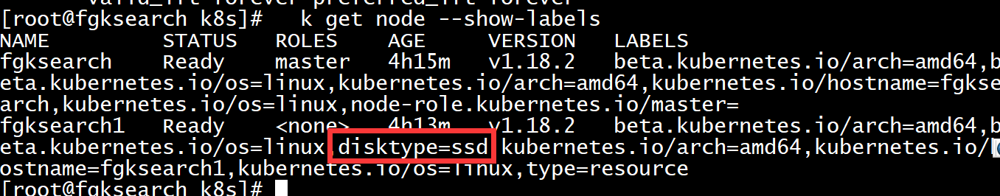 valid_lft forever preferred_lft forever
[root@fgksearch k8s]#   k get node --show-labels
NAME         STATUS   ROLES    AGE     VERSION   LABELS
fgksearch    Ready    master   4h15m   v1.18.2   beta.kubernetes.io/arch=amd64,b
eta.kubernetes.io/os=linux,kubernetes.io/arch=amd64,kubernetes.io/hostname=fgkse
arch,kubernetes.io/os=linux,node-role.kubernetes.io/master=
fgksearch1   Ready    <none>   4h13m   v1.18.2   beta.kubernetes.io/arch=amd64,b
eta.kubernetes.io/os=linux,disktype=ssd,kubernetes.io/arch=amd64,kubernetes.io/h
ostname=fgksearch1,kubernetes.io/os=linux,type=resource
[root@fgksearch k8s]#